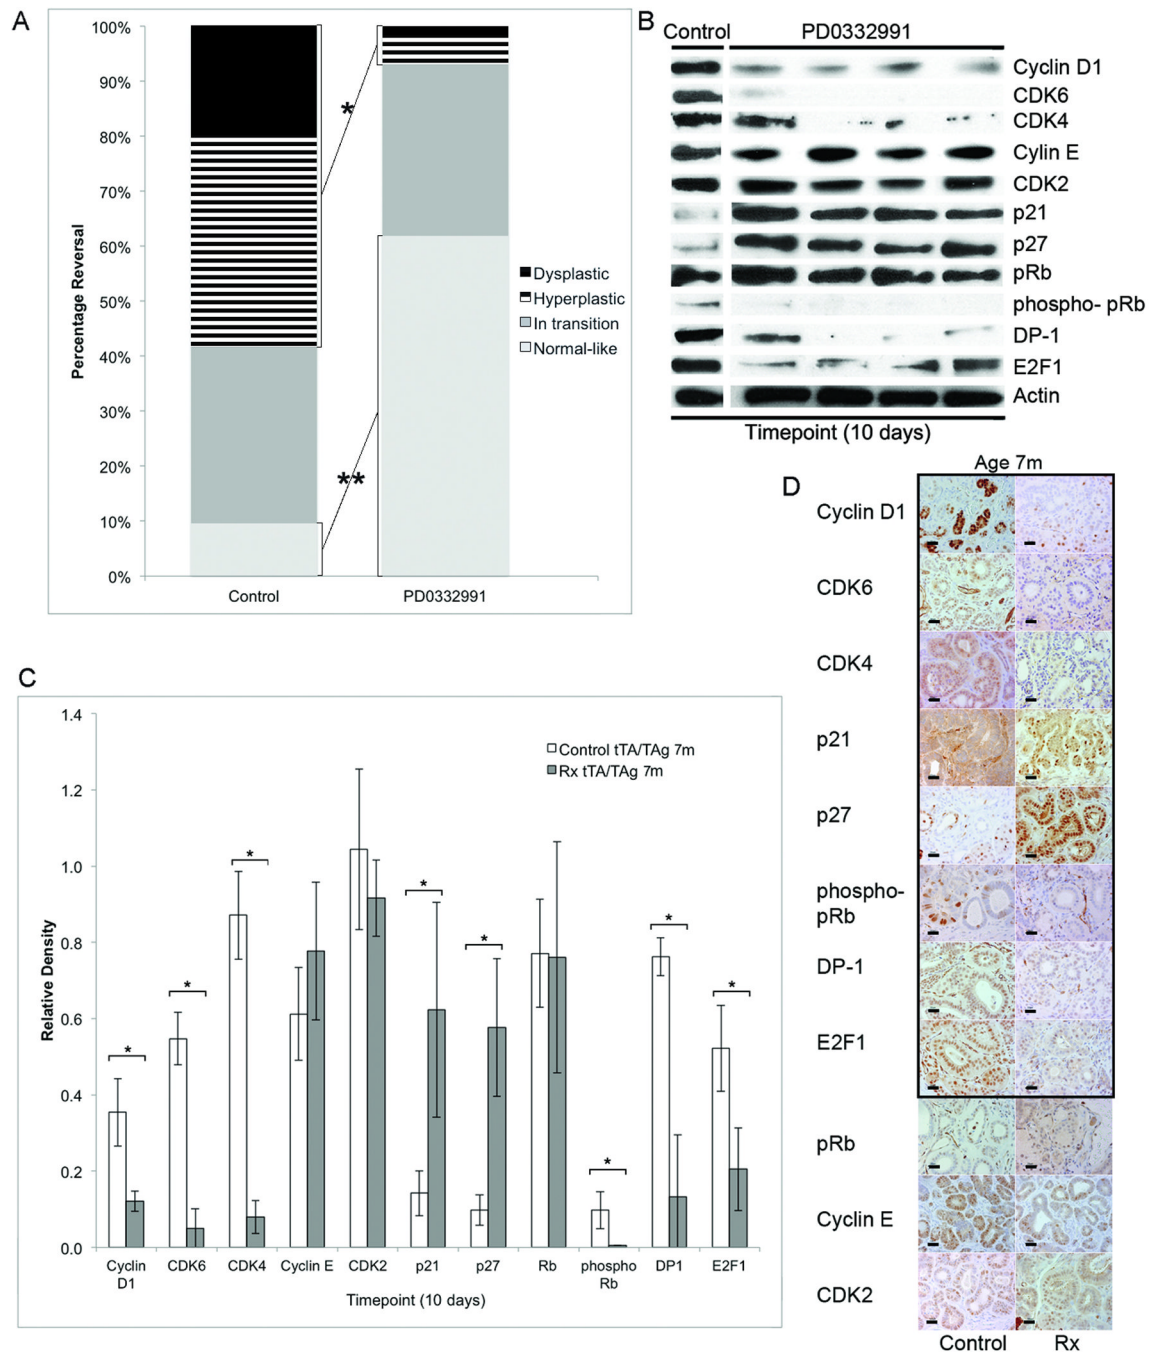 A
100%
90%
80%
70%
60%
50%
40%
30%
20%
10%
0%
Percentage Reversal
*
**
Dysplastic
Hyperplastic
In transition
Normal-like
Control
PD0332991
B
Control PD0332991
Cyclin D1
CDK6
CDK4
Cylin E
CDK2
p21
p27
pRb
phospho- pRb
DP-1
E2F1
Actin
Timepoint (10 days)
C
1.4
1.2
1.0
0.8
0.6
0.4
0.2
0.0
Relative Density
Control tTA/TAg 7m
Rx tTA/TAg 7m
*
*
*
*
*
*
*
*
Cyclin D1
CDK6
CDK4
Cyclin E
CDK2
p21
p27
Rb
phospho Rb
DP1
E2F1
Timepoint (10 days)
D
Age 7m
Cyclin D1
CDK6
CDK4
p21
p27
phospho-
pRb
DP-1
E2F1
pRb
Cyclin E
CDK2
Control Rx